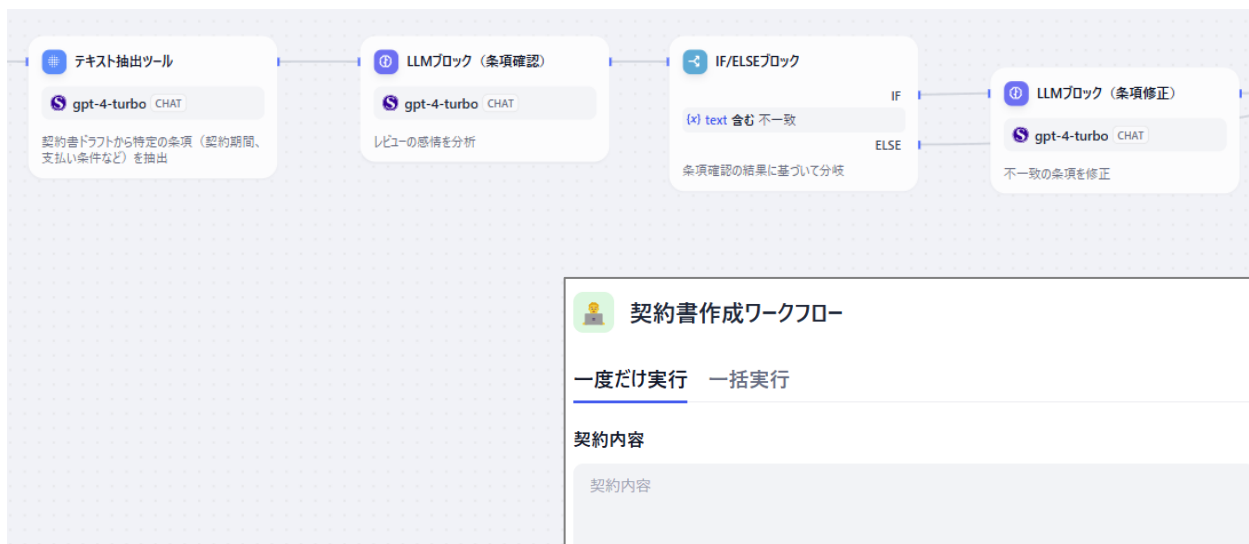 テキスト抽出ツール
gpt-4-turbo CHAT
契約書ドラフトから特定の条項（契約期間、
支払い条件など）を抽出
LLMブロック（条項確認）
gpt-4-turbo CHAT
レビューの感情を分析
IF/ELSEブロック
IF
{x} text 含む 不一致
ELSE
条項確認の結果に基づいて分岐
LLMブロック（条項修正）
gpt-4-turbo CHAT
不一致の条項を修正
契約書作成ワークフロー
一度だけ実行 一括実行
契約内容
契約内容